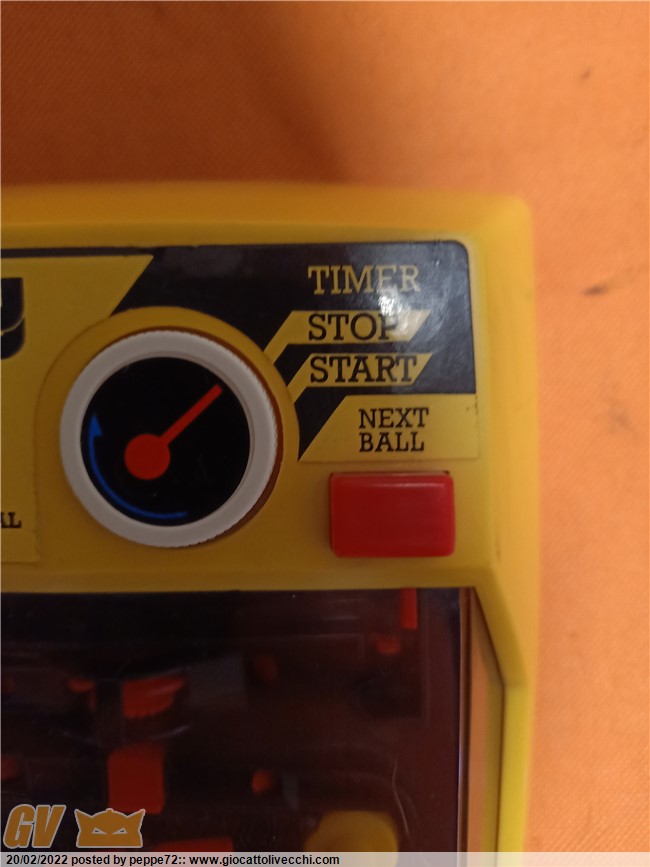 TIMER
STOP
START
NEXT
BALL
AL
GV
20/02/2022 posted by peppe72:: www.giocattolivecchi.com